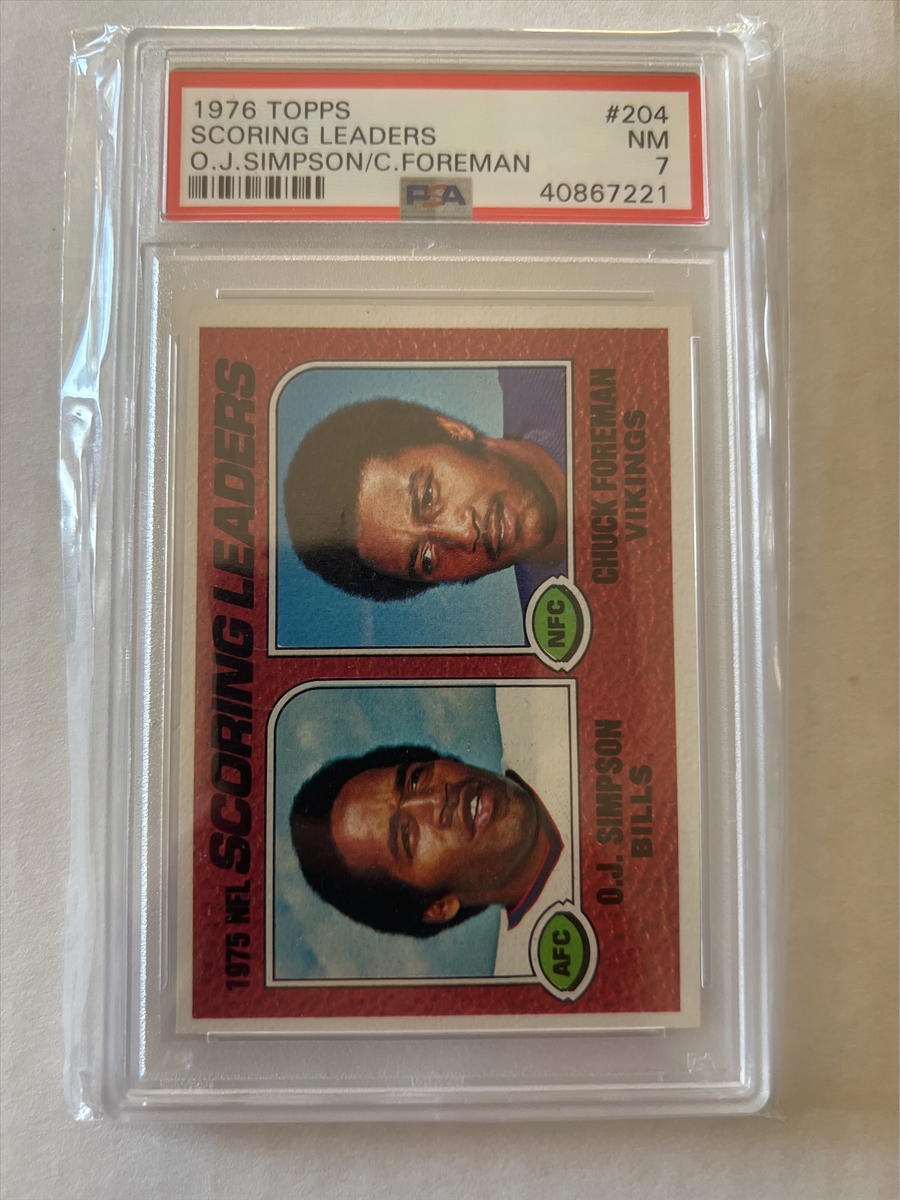 1976 TOPPS #204
SCORING LEADERS NM
O.J.SIMPSON/C.FOREMAN 7
PSA 40867221
1975 NFL SCORING LEADERS
AFC
NFC
O.J. SIMPSON
BILLS
CHUCK FOREMAN
VIKINGS